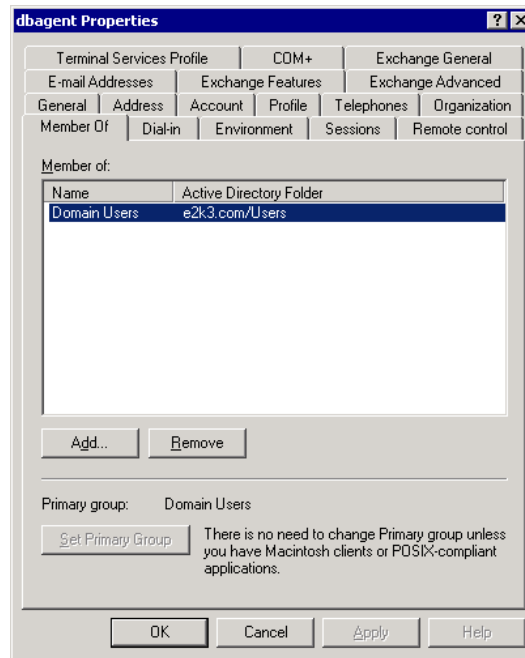 dbagent Properties
Terminal Services Profile COM+ Exchange General
E-mail Addresses Exchange Features Exchange Advanced
General Address Account Profile Telephones Organization
Member Of Dial-in Environment Sessions Remote control
Member of:
Name Active Directory Folder
Domain Users e2k3.com/Users
Add... Remove
Primary group: Domain Users
Set Primary Group
There is no need to change Primary group unless
you have Macintosh clients or POSIX-compliant
applications.
OK Cancel Apply Help